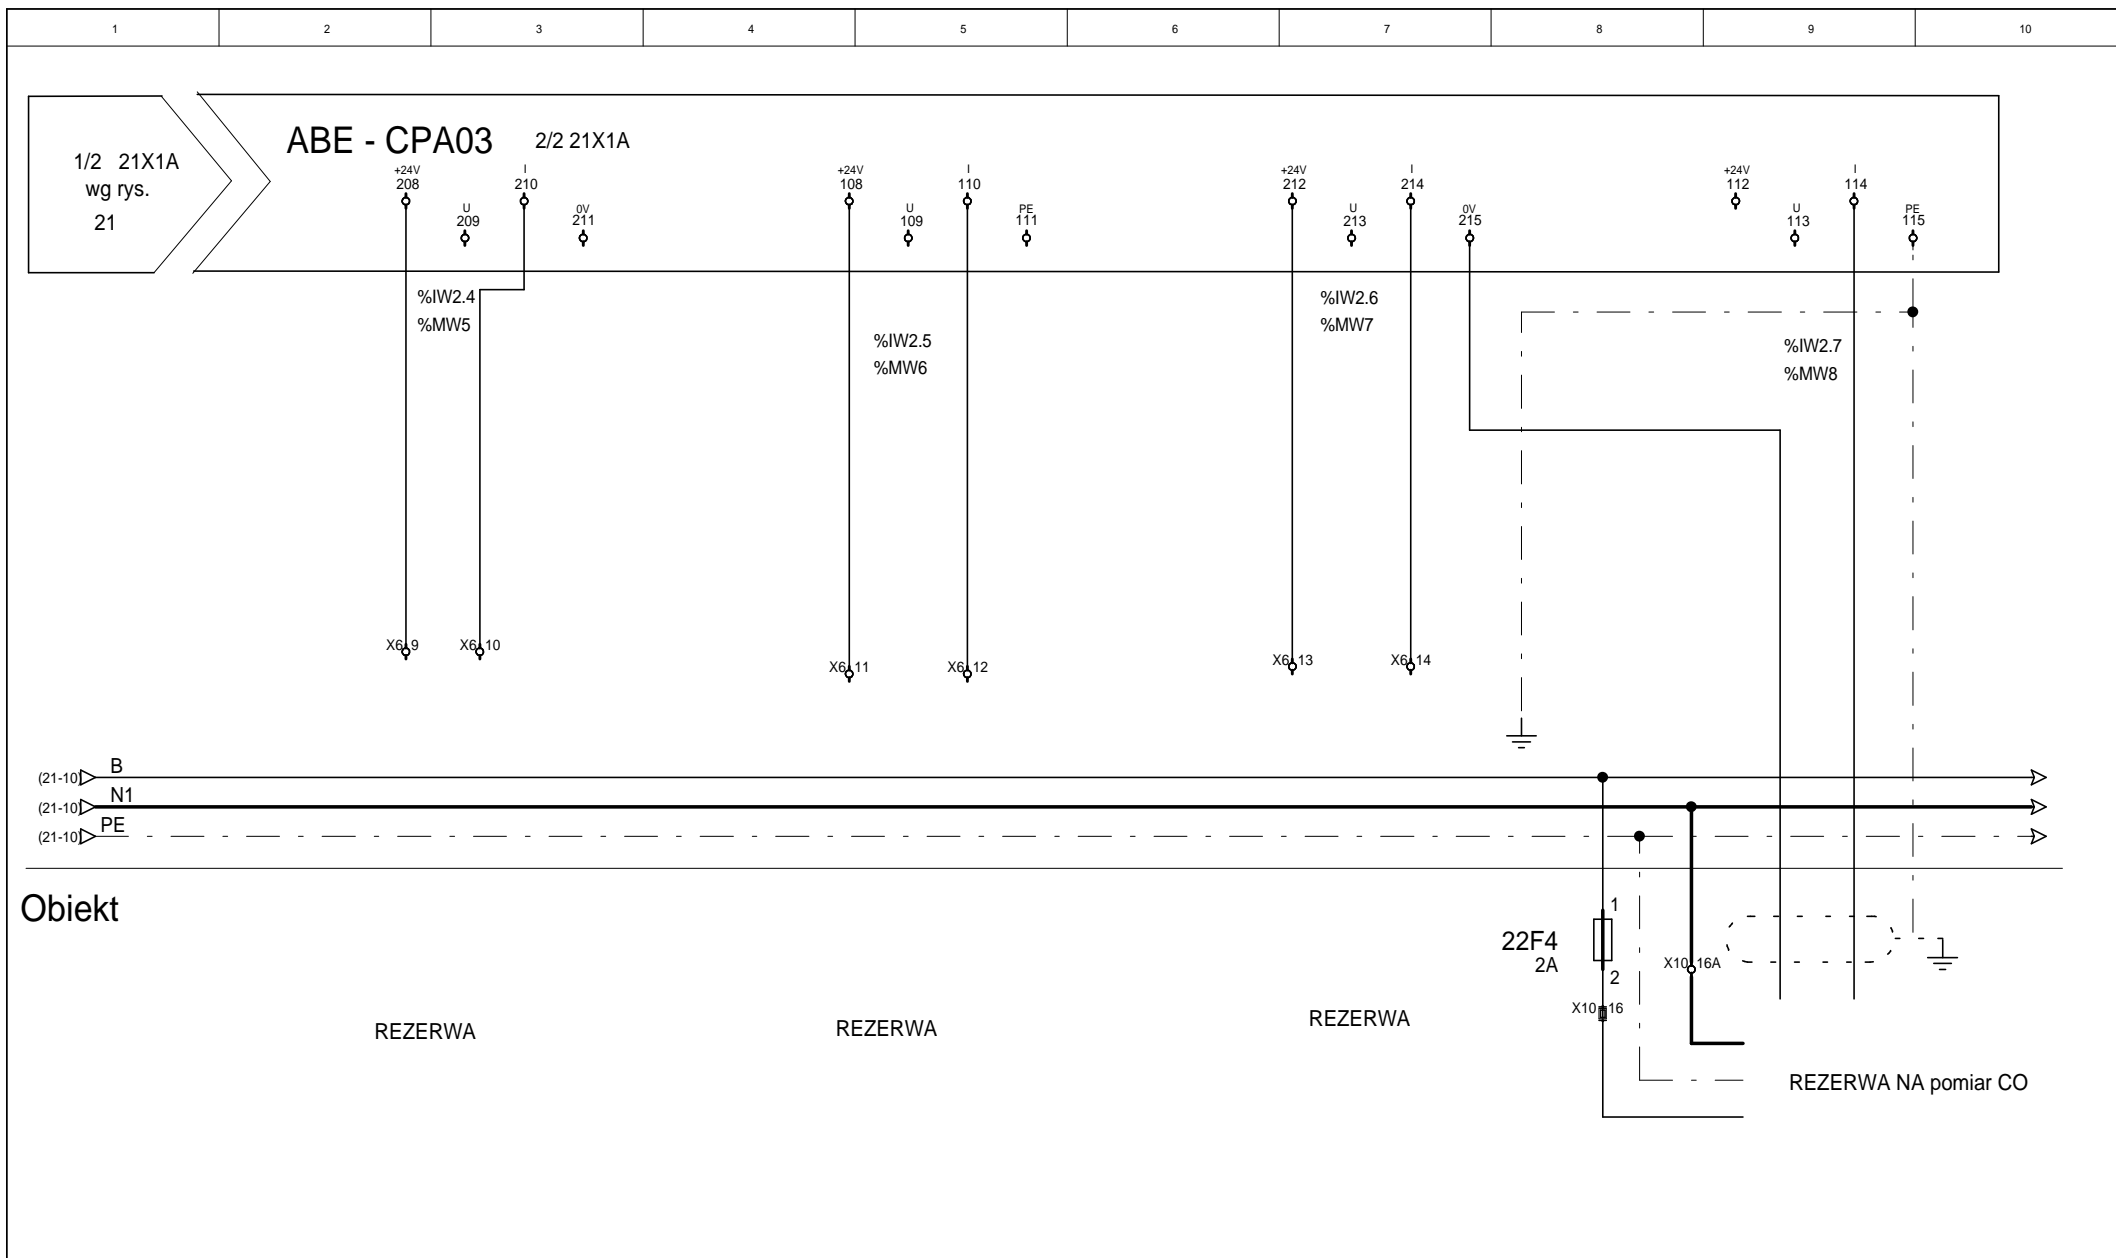 1 2 3 4 5 6 7 8 9 10
ABE - CPA03 2/2 21X1A
1/2 21X1A
wg rys.
21
+24V I +24V I +24V I +24V I
208 210 108 110 212 214 112 114
U 0V U PE U 0V U PE
209 211 109 111 213 215 113 115
%IW2.4 %IW2.6
%MW5 %MW7
%IW2.5 %IW2.7
%MW6 %MW8
X6 9 X6 10 X6 11 X6 12 X6 13 X6 14
(21-10) B
(21-10) N1
(21-10) PE
Obiekt
1
22F4
2A
2
X10 16A
X10 16
REZERWA REZERWA REZERWA
REZERWA NA pomiar CO